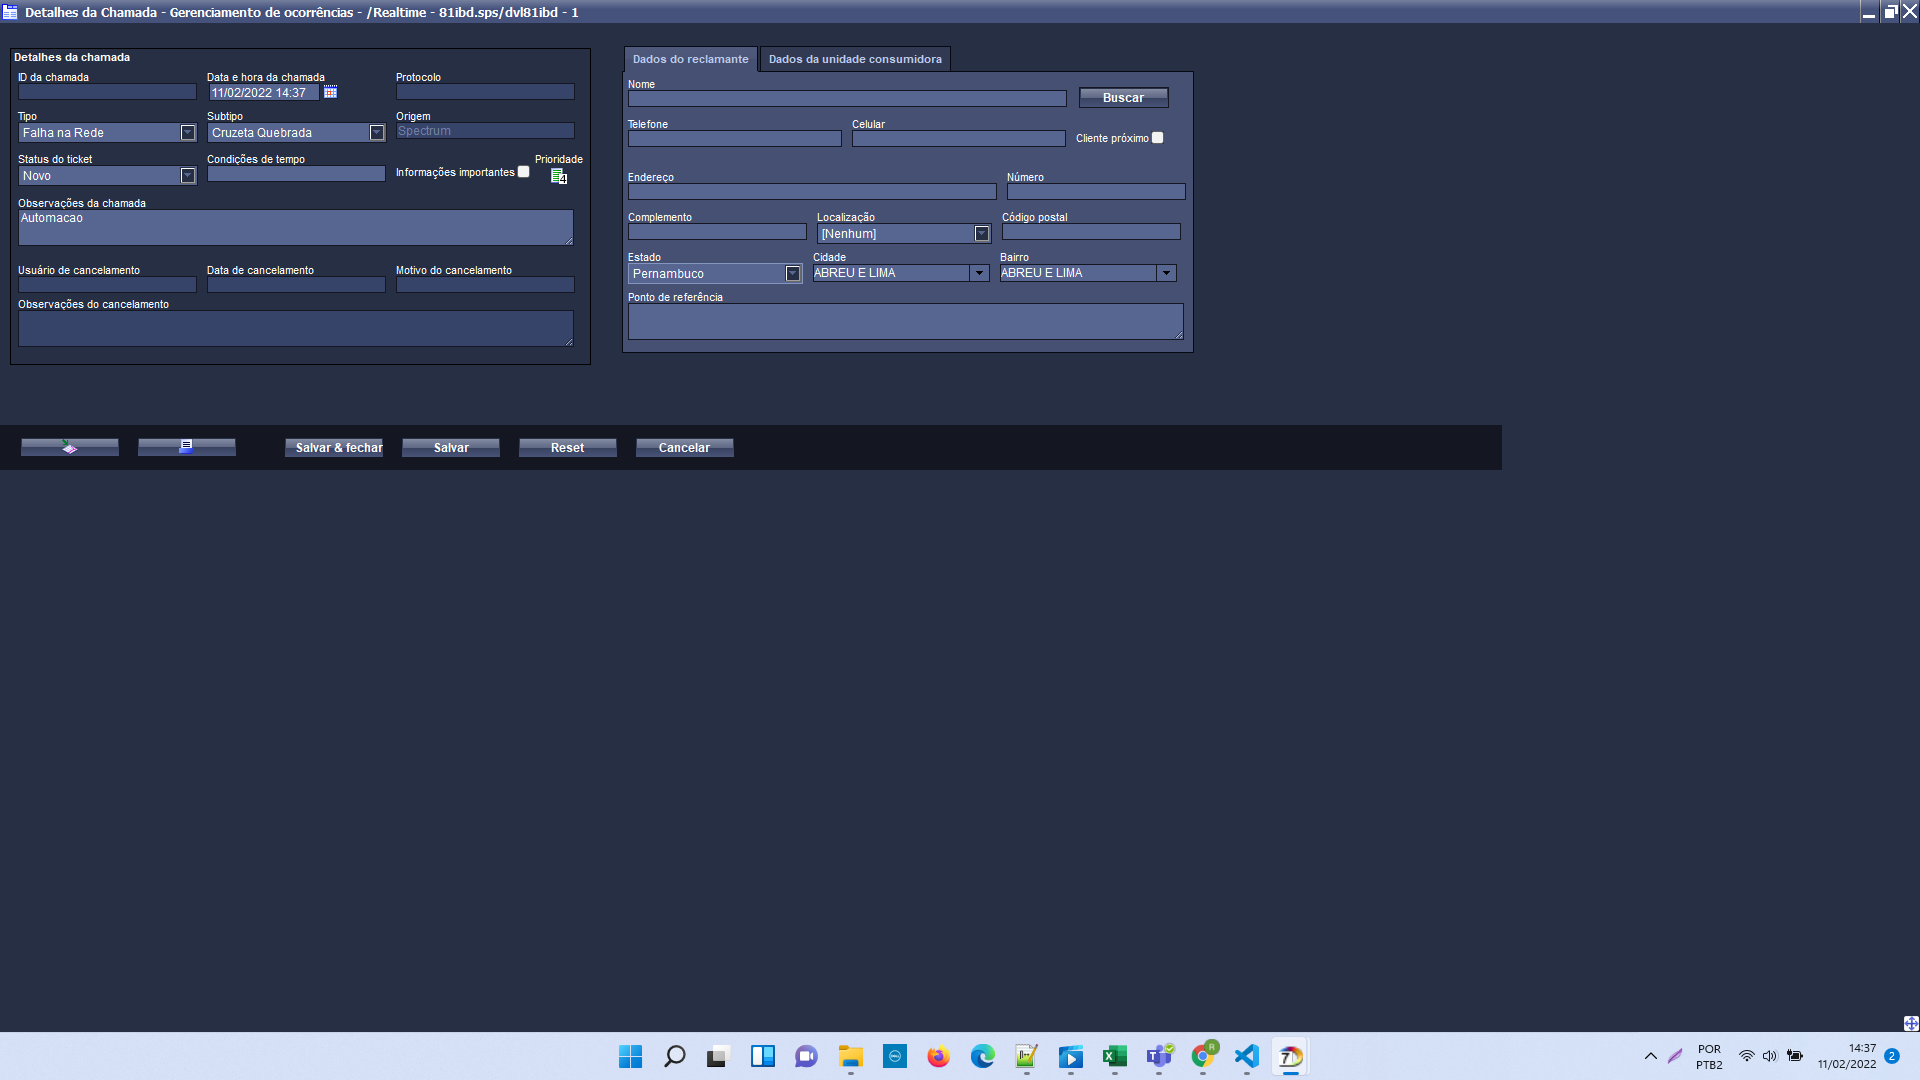 Detalhes da Chamada - Gerenciamento de ocorrências - /Realtime - 81ibd.sps/dvl81ibd - 1
Detalhes da chamada
ID da chamada
Data e hora da chamada
Protocolo
11/02/2022 14:37
Tipo
Subtipo
Origem
Falha na Rede
Cruzeta Quebrada
Spectrum
Status do ticket
Condições de tempo
Informações importantes
Prioridade
Novo
4
Observações da chamada
Automacao
Usuário de cancelamento
Data de cancelamento
Motivo do cancelamento
Observações do cancelamento
Dados do reclamante
Dados da unidade consumidora
Nome
Buscar
Telefone
Celular
Cliente próximo
Endereço
Número
Complemento
Localização
Código postal
[Nenhum]
Estado
Cidade
Bairro
Pernambuco
ABREU E LIMA
ABREU E LIMA
Ponto de referência
Salvar & fechar
Salvar
Reset
Cancelar
R
7
POR
PTB2
14:37
11/02/2022
2